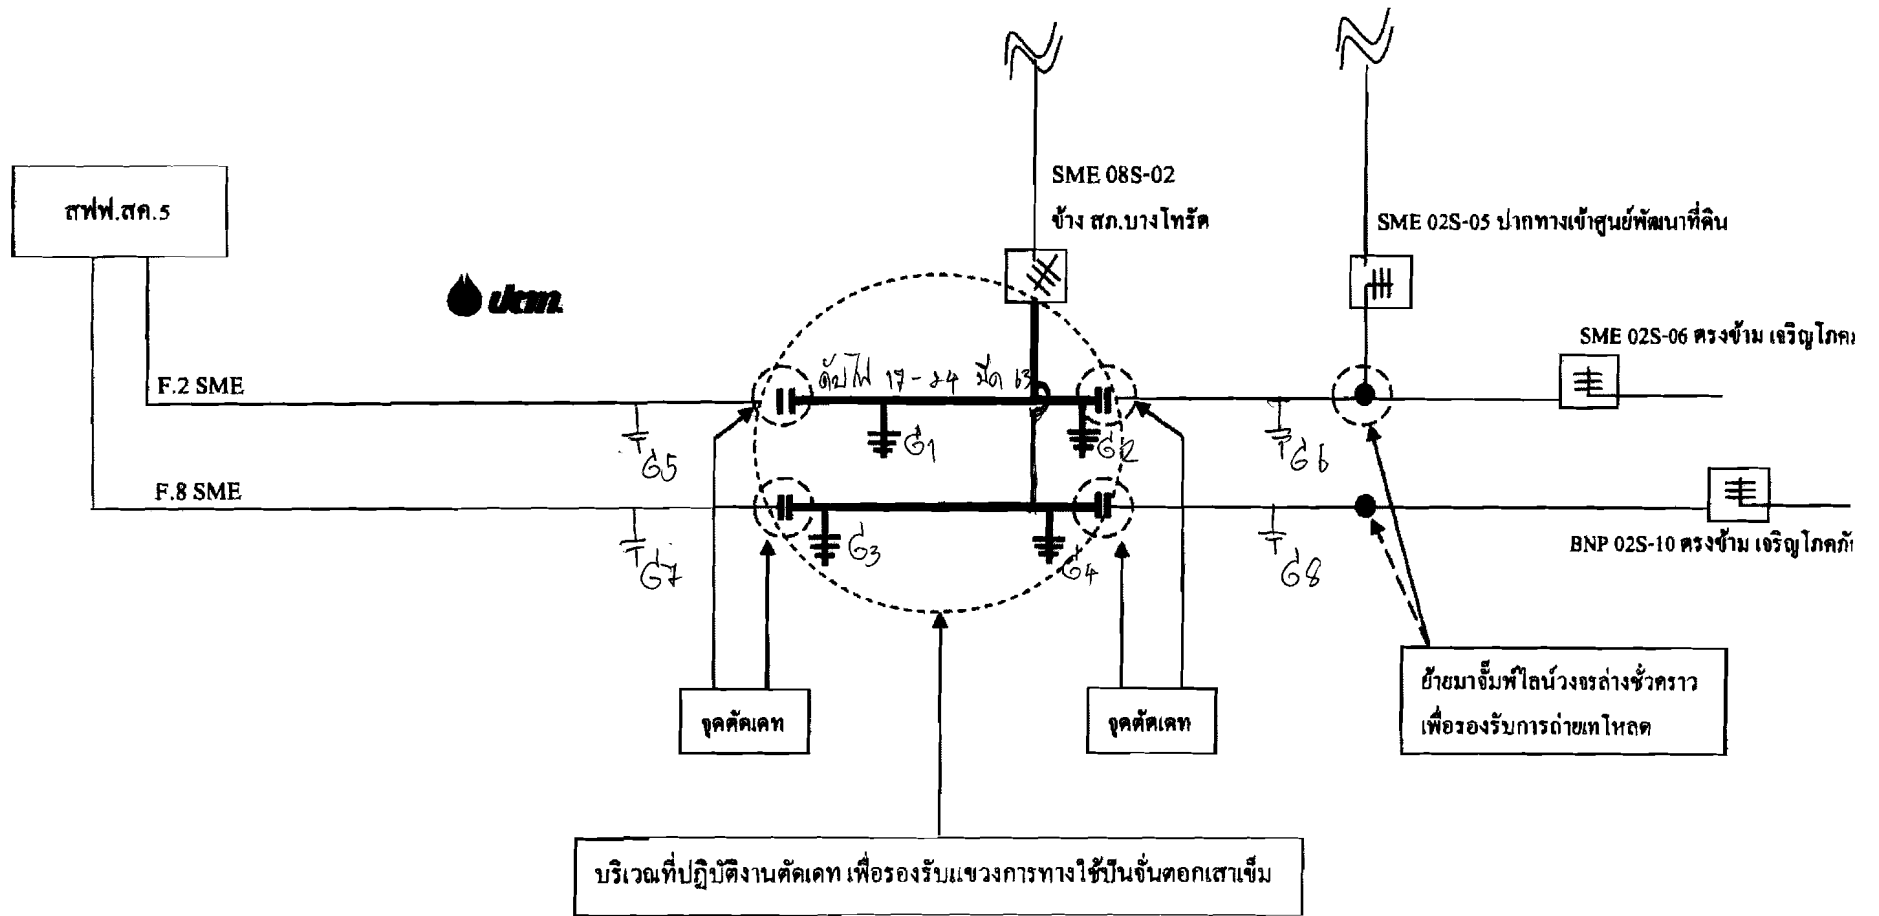 SME 08S-02
ข้าง สภ.บางโทรัด
สฟฟ.สค.5
SME 02S-05 ปากทางเข้าศูนย์พัฒนาที่ดิน
ปตท.
SME 02S-06 ตรงข้าม เจริญโภคภ
F.2 SME
ดับไฟ 17-24 มีค 63
G1
G2
G5
G6
F.8 SME
G3
G4
G7
G8
BNP 02S-10 ตรงข้าม เจริญโภคภั
จุดตัดเดท
จุดตัดเดท
ย้ายมาจั๊มพ์ไลน์วงจรล่างชั่วคราว
เพื่อรองรับการถ่ายเทโหลด
บริเวณที่ปฏิบัติงานตัดเดท เพื่อรองรับแขวงการทางใช้ปั้นจั่นตอกเสาเข็ม